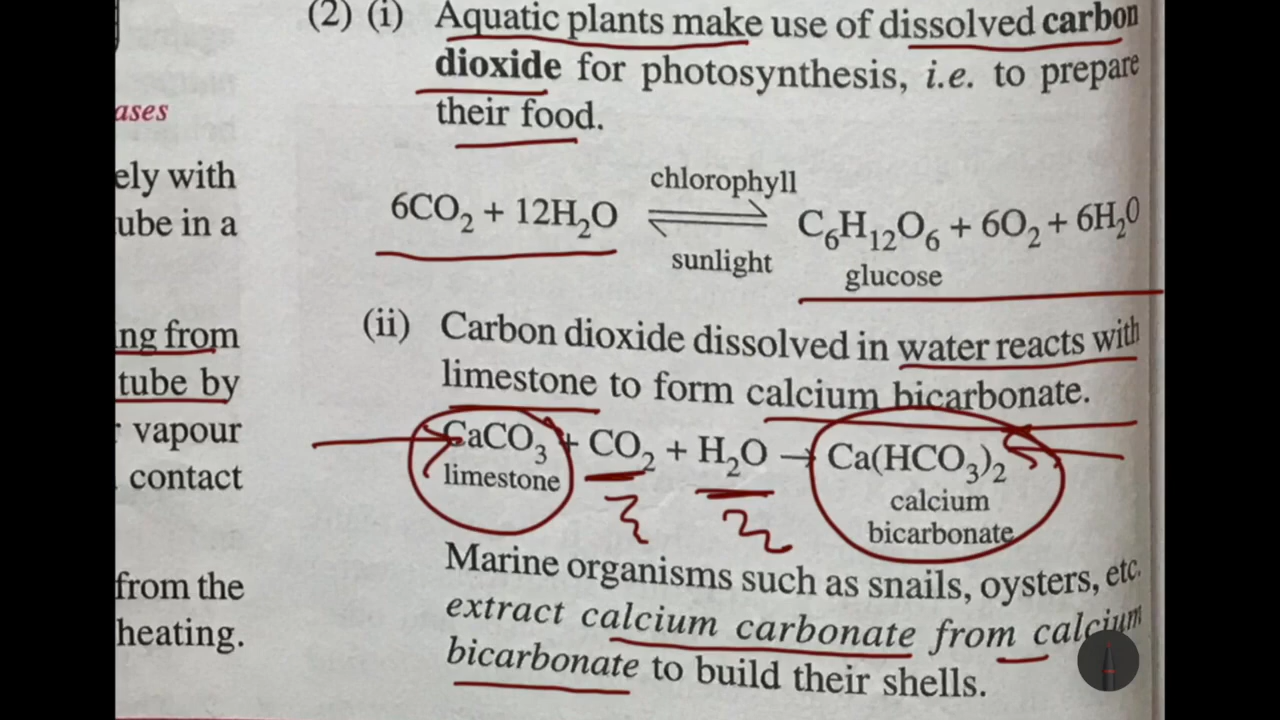 ases
ely with
ube in a
ng from
tube by
vapour
contact
from the
heating.
(2) (i) Aquatic plants make use of dissolved carbon
dioxide for photosynthesis, i.e. to prepare
their food.
chlorophyll
6CO₂ + 12H₂O ⇌ C₆H₁₂O₆ + 6O₂ + 6H₂O
sunlight
glucose
(ii) Carbon dioxide dissolved in water reacts with
limestone to form calcium bicarbonate.
CaCO₃ + CO₂ + H₂O → Ca(HCO₃)₂
limestone
calcium
bicarbonate
Marine organisms such as snails, oysters, etc.
extract calcium carbonate from calcium
bicarbonate to build their shells.